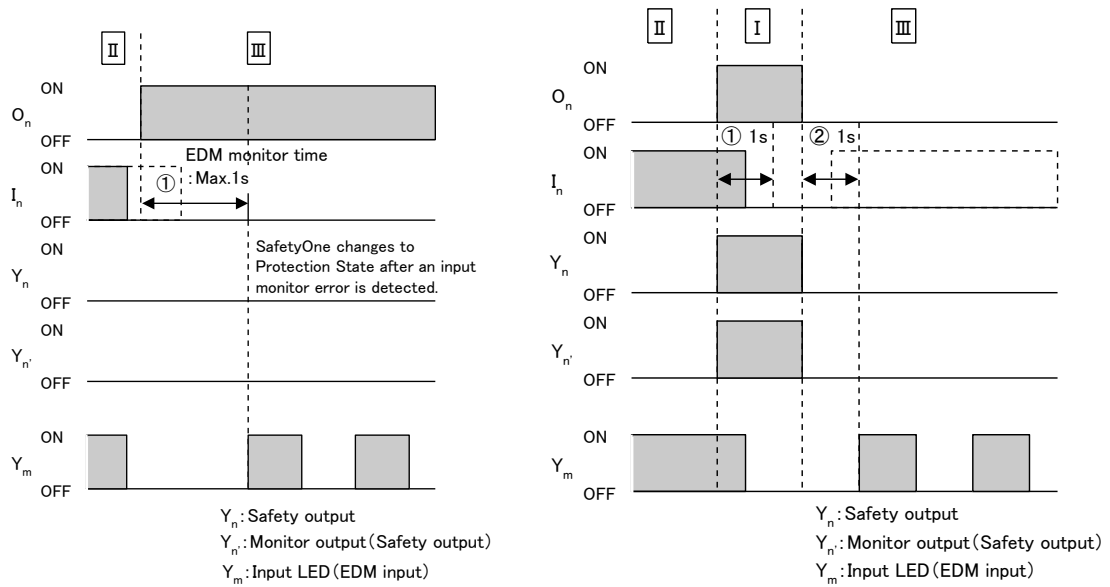 Ⅱ
Ⅲ
ON
Oₙ
OFF
EDM monitor time
ON
① :Max.1s
Iₙ
OFF
ON
SafetyOne changes to
Protection State after an input
monitor error is detected.
Yₙ
OFF
ON
Yₙ'
OFF
ON
Yₘ
OFF
Yₙ:Safety output
Yₙ':Monitor output(Safety output)
Yₘ:Input LED(EDM input)
Ⅱ
Ⅰ
Ⅲ
ON
Oₙ
OFF
① 1s
② 1s
ON
Iₙ
OFF
ON
Yₙ
OFF
ON
Yₙ'
OFF
ON
Yₘ
OFF
Yₙ:Safety output
Yₙ':Monitor output(Safety output)
Yₘ:Input LED(EDM input)